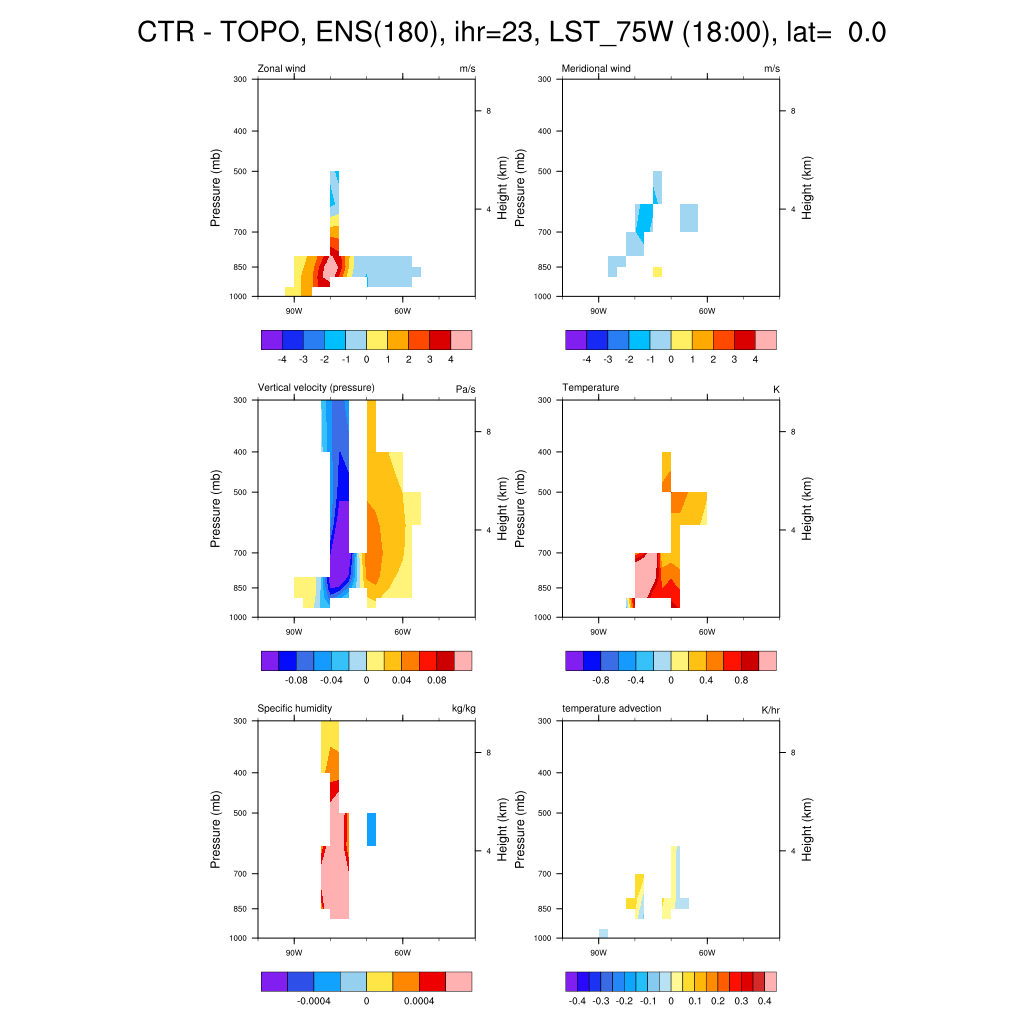 CTR - TOPO, ENS(180), ihr=23, LST_75W (18:00), lat= 0.0
Zonal wind m/s
300
400
500
700
850
1000
Pressure (mb)
8
4
Height (km)
90W 60W
-4 -3 -2 -1 0 1 2 3 4
Meridional wind m/s
300
400
500
700
850
1000
Pressure (mb)
8
4
Height (km)
90W 60W
-4 -3 -2 -1 0 1 2 3 4
Vertical velocity (pressure) Pa/s
300
400
500
700
850
1000
Pressure (mb)
8
4
Height (km)
90W 60W
-0.08 -0.04 0 0.04 0.08
Temperature K
300
400
500
700
850
1000
Pressure (mb)
8
4
Height (km)
90W 60W
-0.8 -0.4 0 0.4 0.8
Specific humidity kg/kg
300
400
500
700
850
1000
Pressure (mb)
8
4
Height (km)
90W 60W
-0.0004 0 0.0004
temperature advection K/hr
300
400
500
700
850
1000
Pressure (mb)
8
4
Height (km)
90W 60W
-0.4 -0.3 -0.2 -0.1 0 0.1 0.2 0.3 0.4